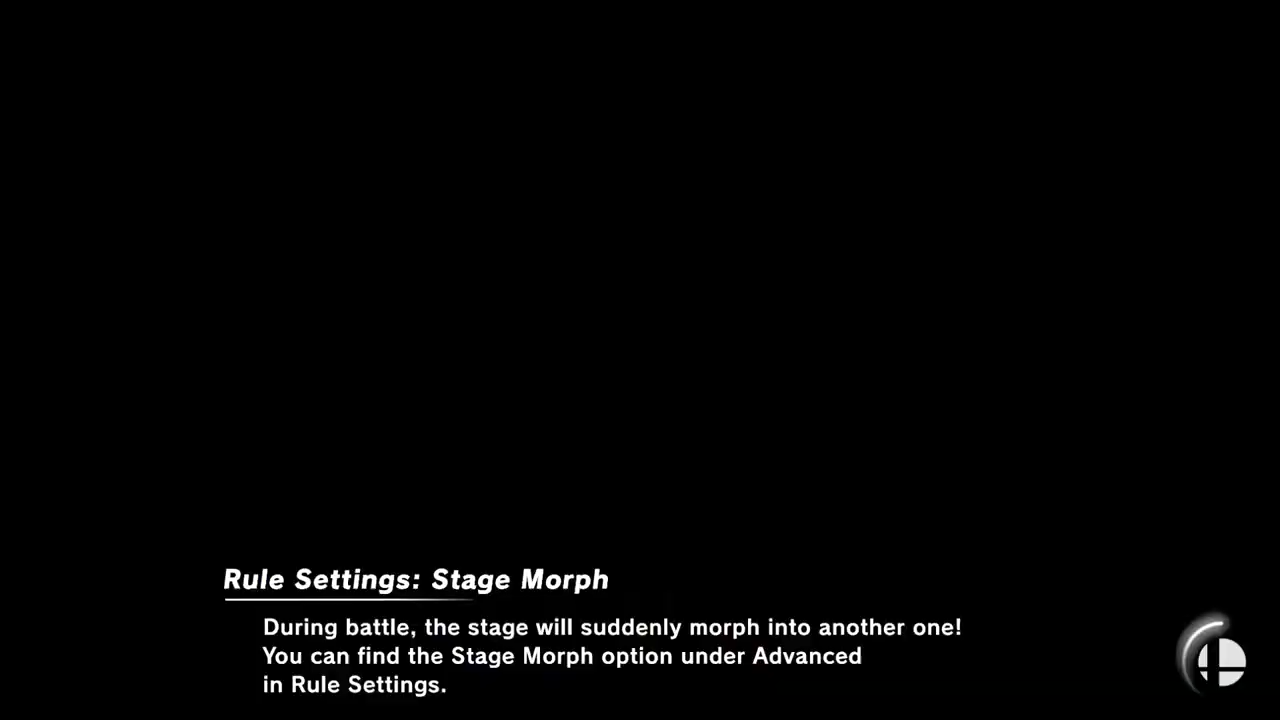 Rule Settings: Stage Morph
During battle, the stage will suddenly morph into another one!
You can find the Stage Morph option under Advanced
in Rule Settings.